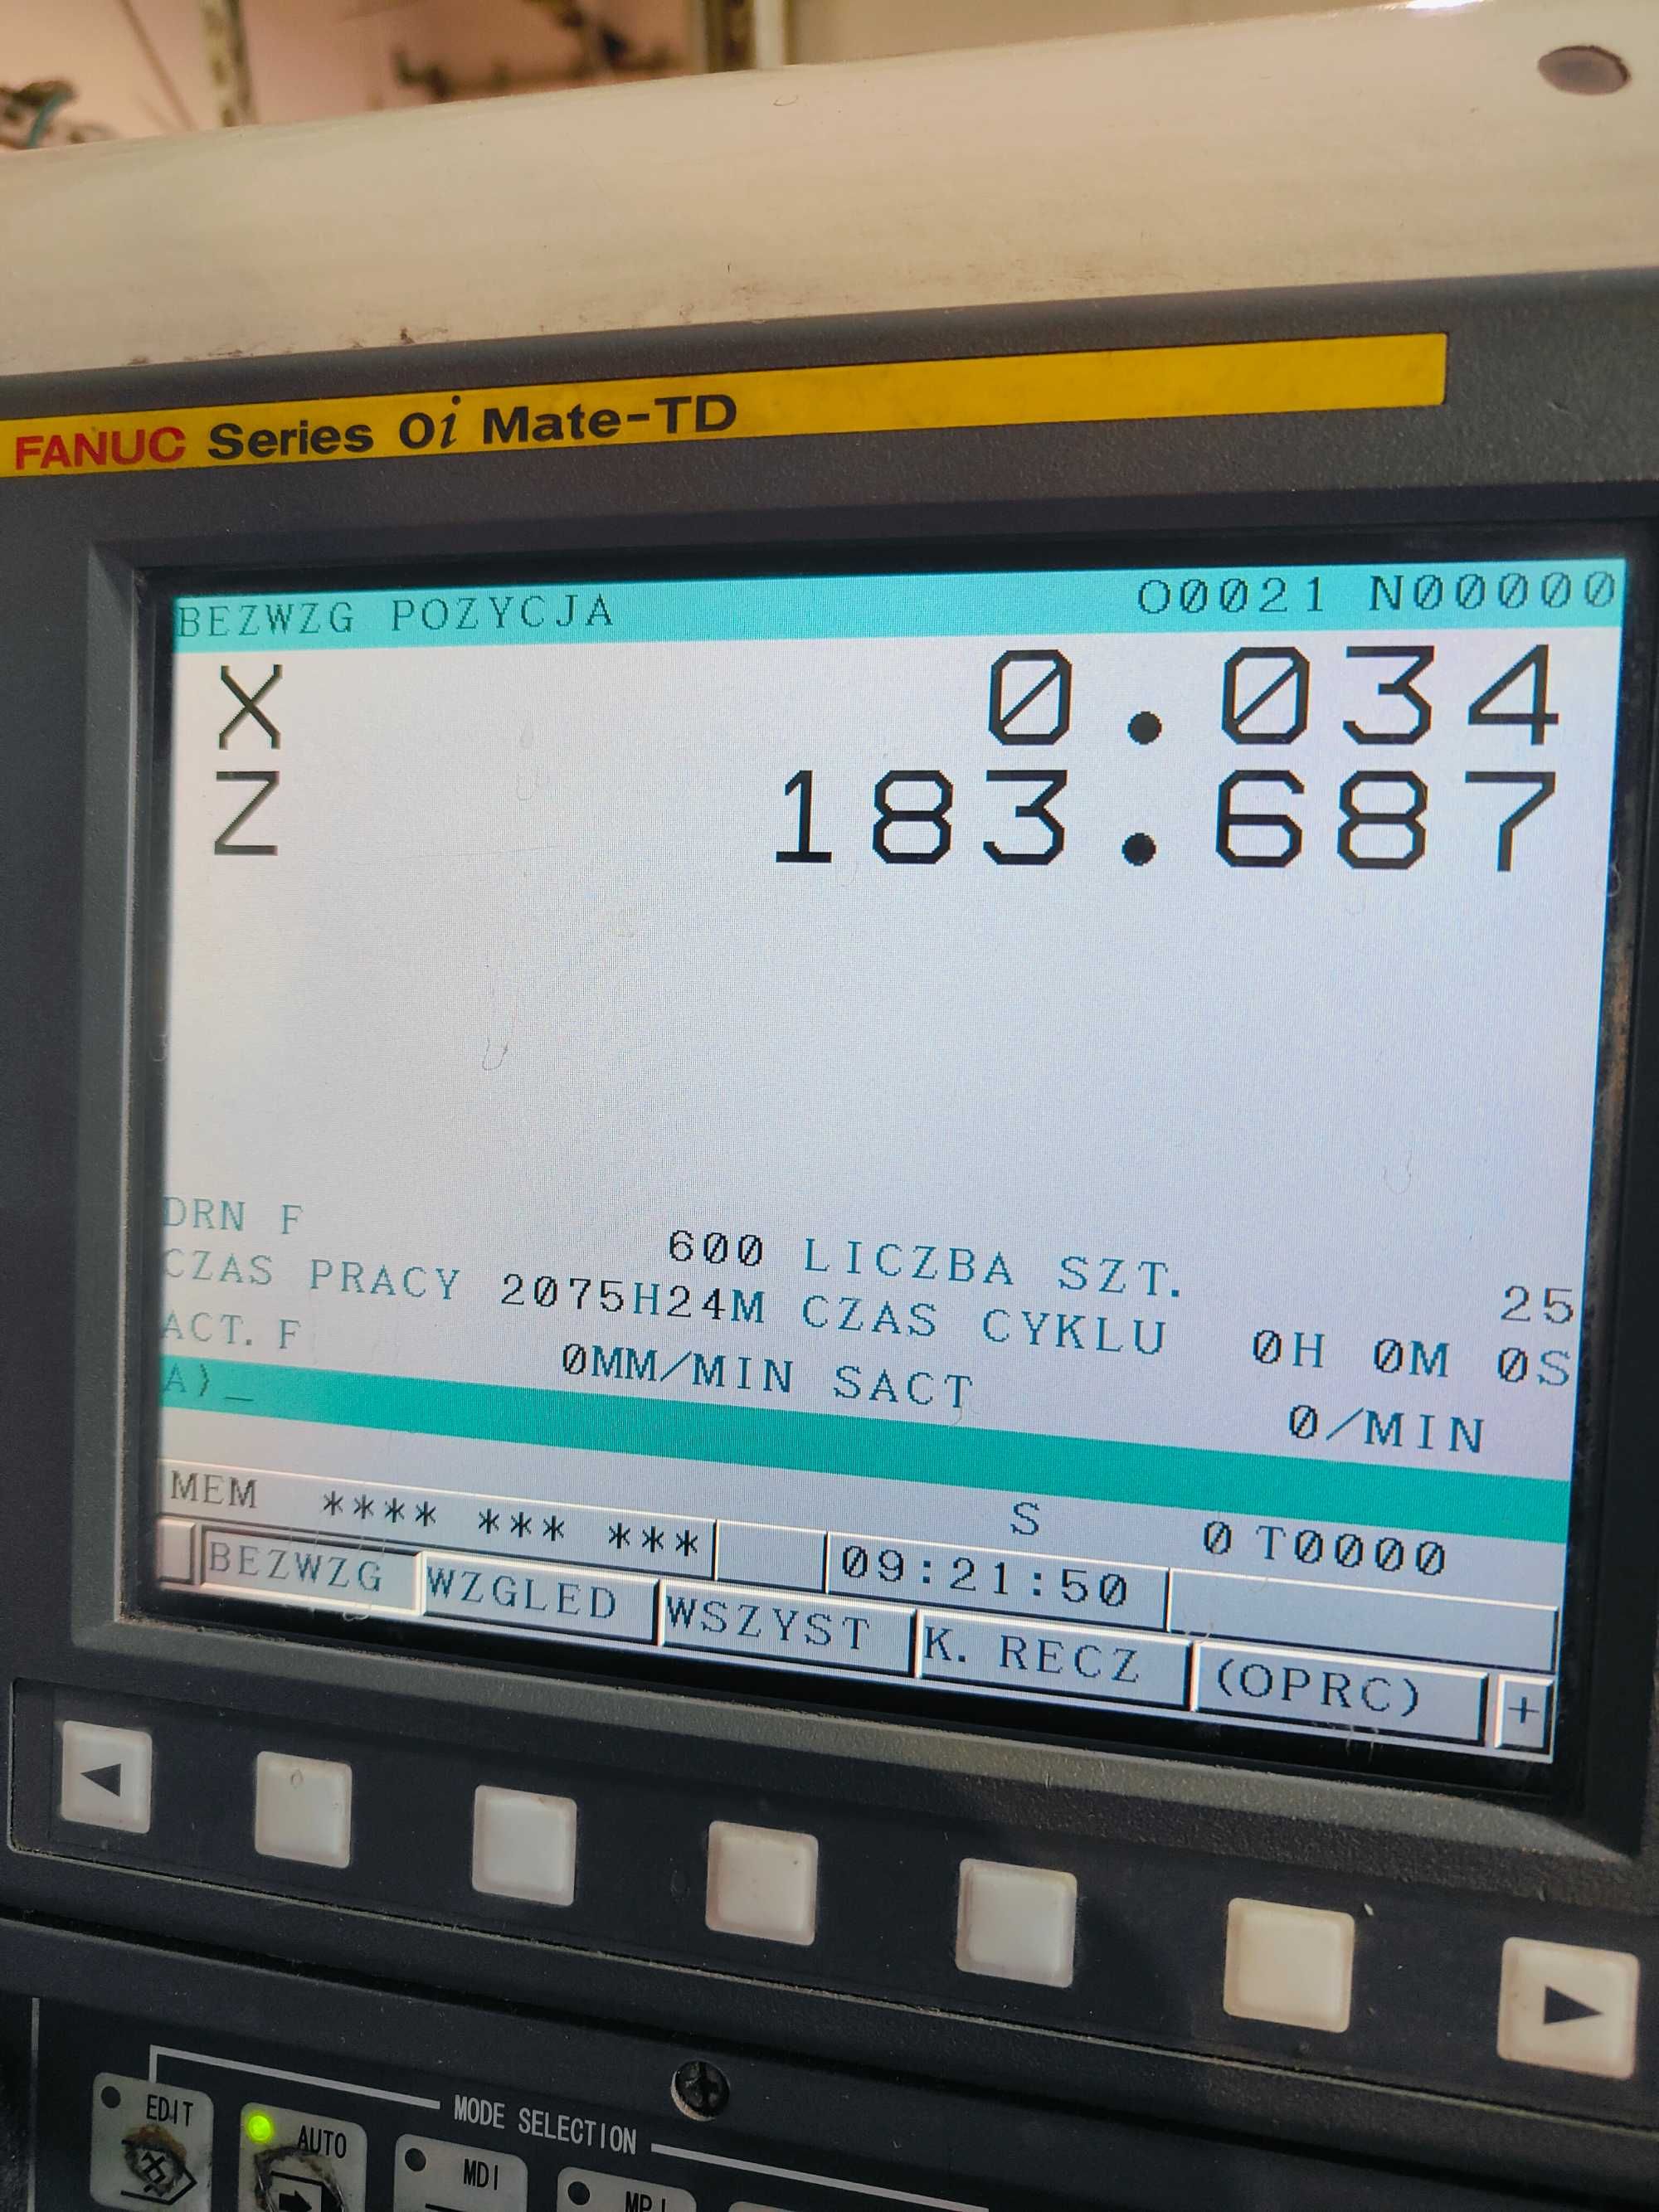 FANUC Series 0i Mate-TD
BEZWZG POZYCJA O0021 N00000
X 0.034
Z 183.687
DRN F 600 LICZBA SZT. 25
CZAS PRACY 2075H24M CZAS CYKLU 0H 0M 0S
ACT. F 0MM/MIN SACT 0/MIN
A)_
S 0 T0000
MEM **** *** *** 09:21:50
BEZWZG WZGLED WSZYST K. RECZ (OPRC) +
MODE SELECTION
EDIT AUTO MDI